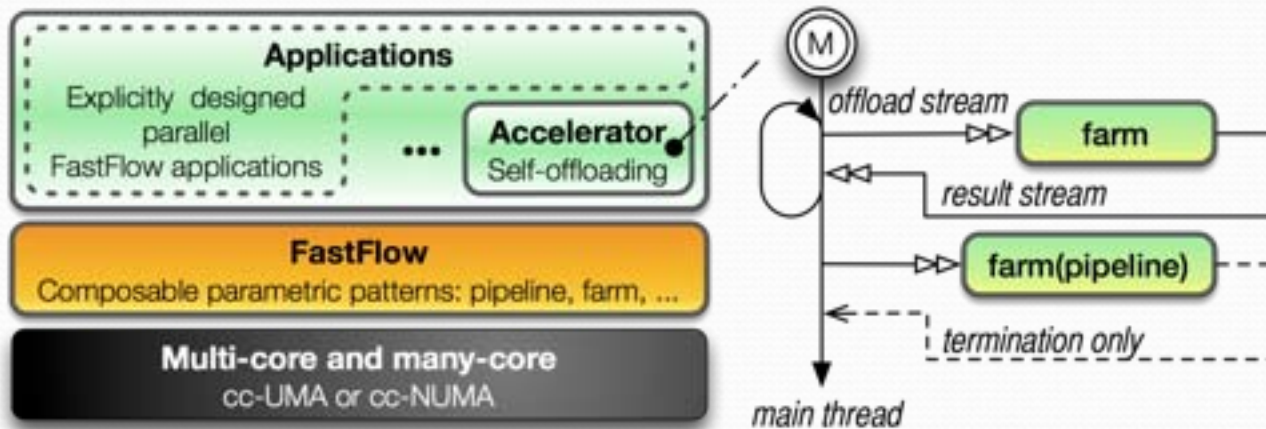 Applications
Explicitly designed
parallel
FastFlow applications
...
Accelerator
Self-offloading
FastFlow
Composable parametric patterns: pipeline, farm, ...
Multi-core and many-core
cc-UMA or cc-NUMA
M
offload stream
farm
result stream
farm(pipeline)
termination only
main thread